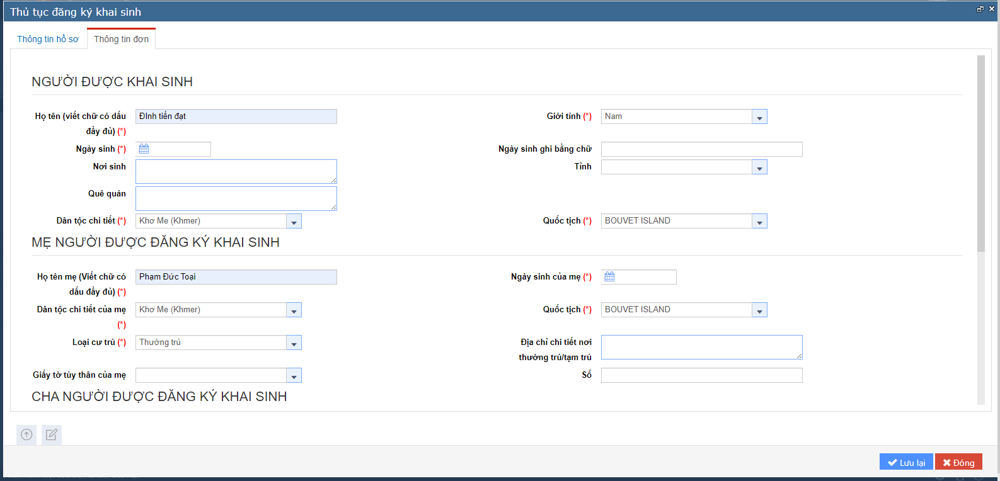 Thủ tục đăng ký khai sinh
Thông tin hồ sơ
Thông tin đơn
NGƯỜI ĐƯỢC KHAI SINH
Họ tên (viết chữ có dấu đầy đủ) (*)
ĐInh tiến đạt
Giới tính (*)
Nam
Ngày sinh (*)
Ngày sinh ghi bằng chữ
Nơi sinh
Tỉnh
Quê quán
Dân tộc chi tiết (*)
Khơ Me (Khmer)
Quốc tịch (*)
BOUVET ISLAND
MẸ NGƯỜI ĐƯỢC ĐĂNG KÝ KHAI SINH
Họ tên mẹ (Viết chữ có dấu đầy đủ) (*)
Phạm Đức Toại
Ngày sinh của mẹ (*)
Dân tộc chi tiết của mẹ (*)
Khơ Me (Khmer)
Quốc tịch (*)
BOUVET ISLAND
Loại cư trú (*)
Thường trú
Địa chỉ chi tiết nơi thường trú/tạm trú
Giấy tờ tùy thân của mẹ
Số
CHA NGƯỜI ĐƯỢC ĐĂNG KÝ KHAI SINH
Lưu lại
Đóng